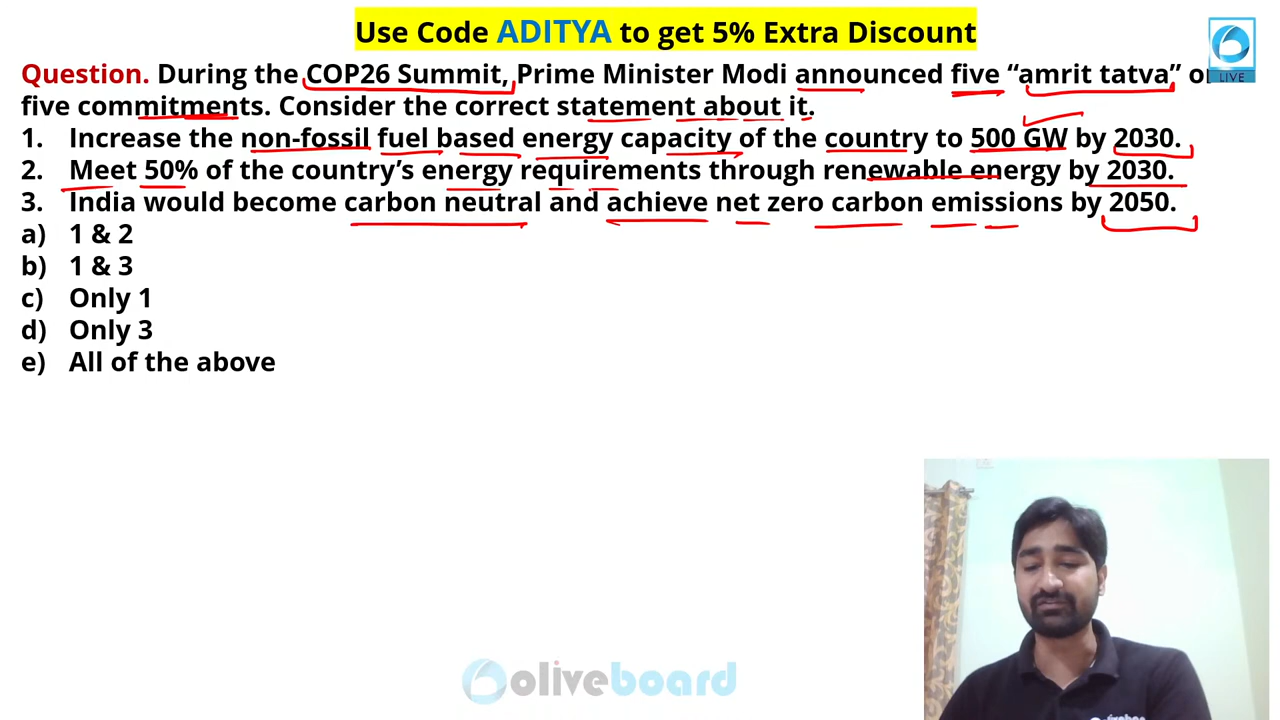 Use Code ADITYA to get 5% Extra Discount
LIVE
Question. During the COP26 Summit, Prime Minister Modi announced five “amrit tatva” or
five commitments. Consider the correct statement about it.
1. Increase the non-fossil fuel based energy capacity of the country to 500 GW by 2030.
2. Meet 50% of the country’s energy requirements through renewable energy by 2030.
3. India would become carbon neutral and achieve net zero carbon emissions by 2050.
a) 1 & 2
b) 1 & 3
c) Only 1
d) Only 3
e) All of the above
oliveboard